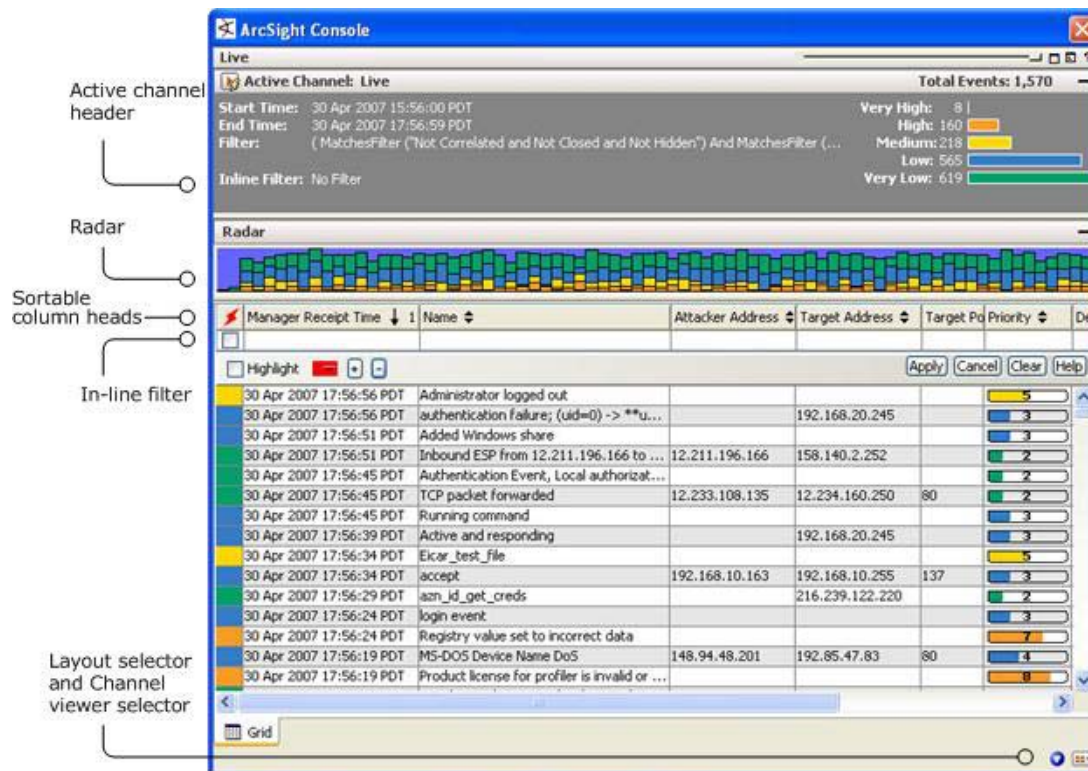 ArcSight Console
Live
Active Channel: Live Total Events: 1,570
Active channel
header
Start Time: 30 Apr 2007 15:56:00 PDT Very High: 8
End Time: 30 Apr 2007 17:56:59 PDT High: 160
Filter: ( MatchesFilter ("Not Correlated and Not Closed and Not Hidden") And MatchesFilter (... Medium: 218
Low: 565
Inline Filter: No Filter Very Low: 619
Radar
Radar
Sortable
column heads
Manager Receipt Time 1 Name Attacker Address Target Address Target Po Priority De
In-line filter
Highlight + - Apply Cancel Clear Help
30 Apr 2007 17:56:56 PDT Administrator logged out 5
30 Apr 2007 17:56:56 PDT authentication failure; (uid=0) -> **u... 192.168.20.245 3
30 Apr 2007 17:56:51 PDT Added Windows share 3
30 Apr 2007 17:56:51 PDT Inbound ESP from 12.211.196.166 to ... 12.211.196.166 158.140.2.252 2
30 Apr 2007 17:56:45 PDT Authentication Event, Local authorizat... 2
30 Apr 2007 17:56:45 PDT TCP packet forwarded 12.233.108.135 12.234.160.250 80 2
30 Apr 2007 17:56:45 PDT Running command 3
30 Apr 2007 17:56:39 PDT Active and responding 192.168.20.245 3
30 Apr 2007 17:56:34 PDT Eicar_test_file 5
30 Apr 2007 17:56:34 PDT accept 192.168.10.163 192.168.10.255 137 3
30 Apr 2007 17:56:29 PDT azn_id_get_creds 216.239.122.220 2
30 Apr 2007 17:56:24 PDT login event 3
30 Apr 2007 17:56:24 PDT Registry value set to incorrect data 7
30 Apr 2007 17:56:19 PDT MS-DOS Device Name DoS 148.94.48.201 192.85.47.83 80 4
30 Apr 2007 17:56:19 PDT Product license for profiler is invalid or ... 8
Layout selector
and Channel
viewer selector
Grid